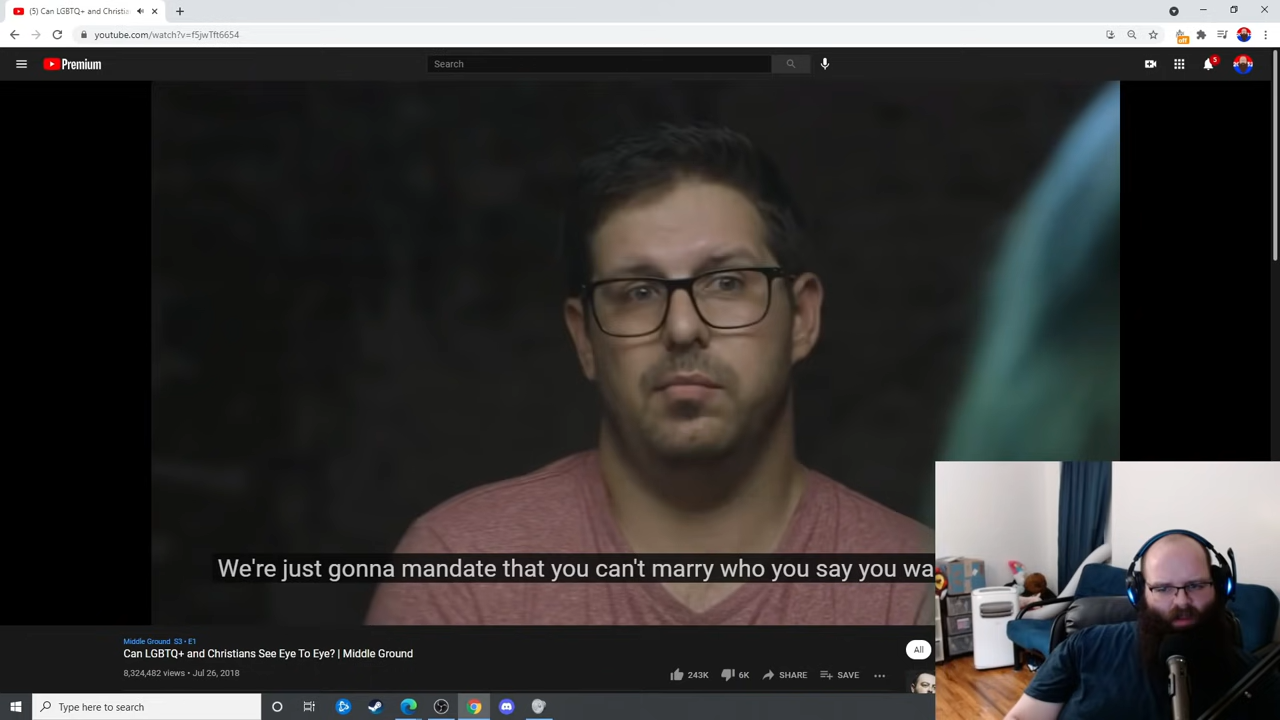 (5) Can LGBTQ+ and Christia
youtube.com/watch?v=f5jwTft6654
off
Premium
Search
5
We're just gonna mandate that you can't marry who you say you wa
Middle Ground S3 • E1
Can LGBTQ+ and Christians See Eye To Eye? | Middle Ground
All
8,324,482 views • Jul 26, 2018
243K
6K
SHARE
SAVE
Type here to search